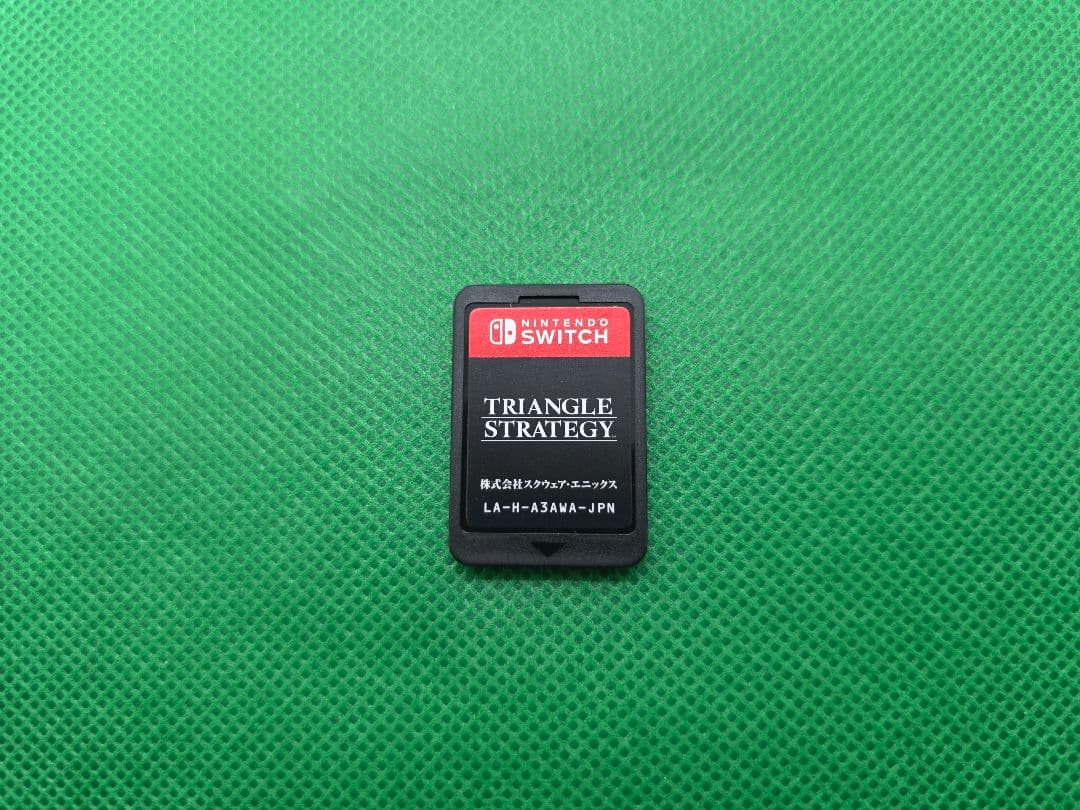 NINTENDO
SWITCH
TRIANGLE
STRATEGY
株式会社スクウェア・エニックス
LA-H-A3AWA-JPN